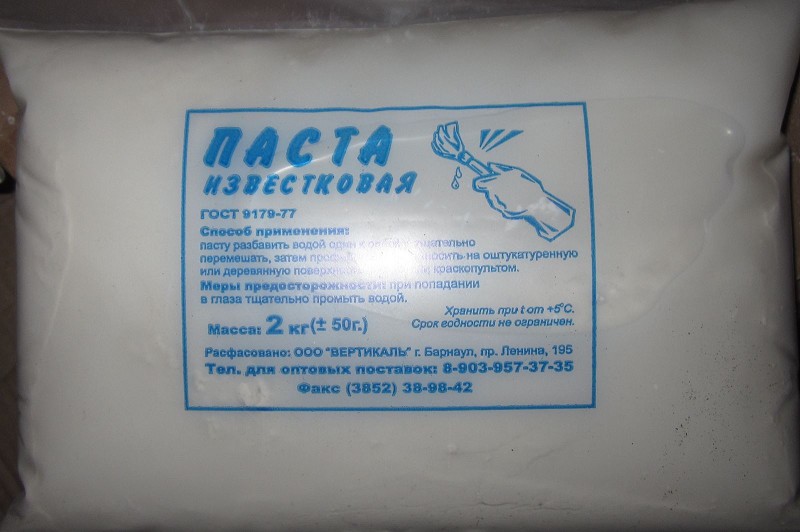 ПАСТА
ИЗВЕСТКОВАЯ
ГОСТ 9179-77
Способ применения:
пасту разбавить водой один к тщательно
перемешать, затем носить на оштукатуренную
или деревянную краскопультом.
Меры предосторожности: при попадании
в глаза тщательно промыть водой.
Хранить при t от +5°С.
Масса: 2 кг(± 50г.)
Срок годности не ограничен.
Расфасовано: ООО "ВЕРТИКАЛЬ" г. Барнаул, пр. Ленина, 195
Тел. для оптовых поставок: 8-903-957-37-35
Факс (3852) 38-98-42